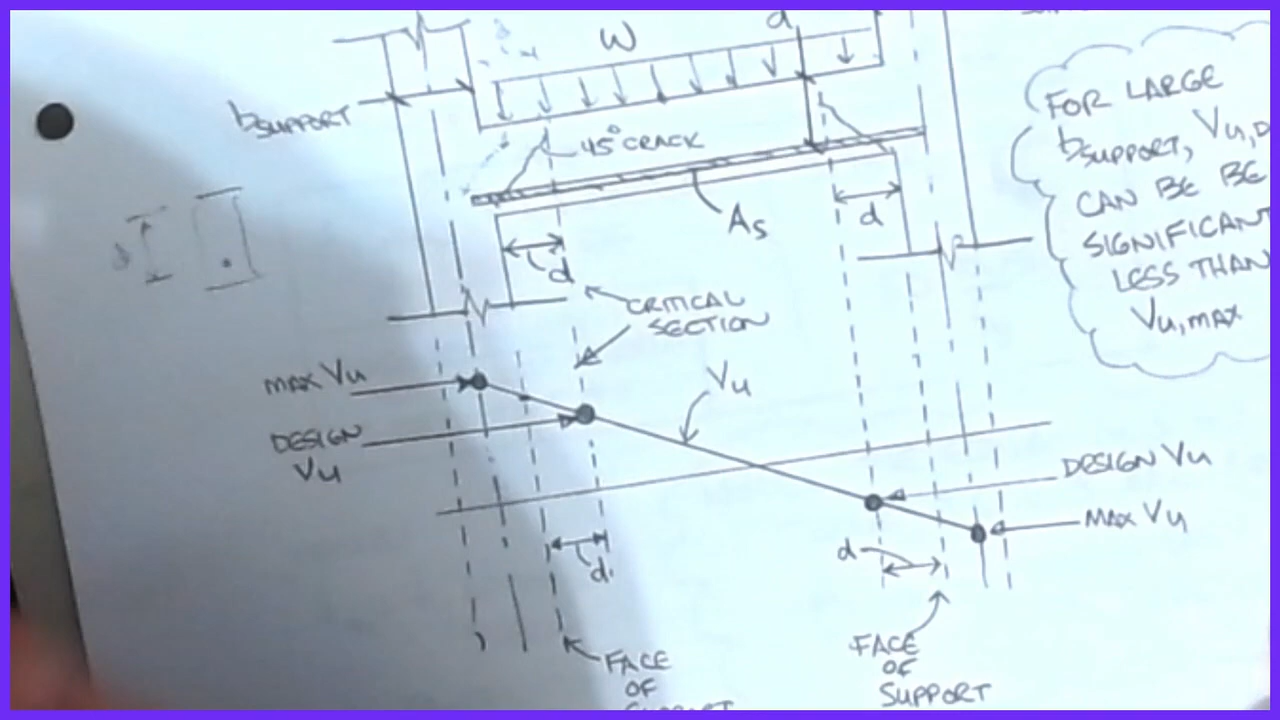 W
d
bSUPPORT
45° CRACK
As
d
d
CRITICAL
SECTION
FOR LARGE
bSUPPORT, Vu,D
CAN BE BE
SIGNIFICANT
LESS THAN
Vu,MAX
MAX Vu
DESIGN
Vu
Vu
DESIGN Vu
MAX Vu
d
d
FACE
OF
SUPPORT
FACE
OF
SUPPORT